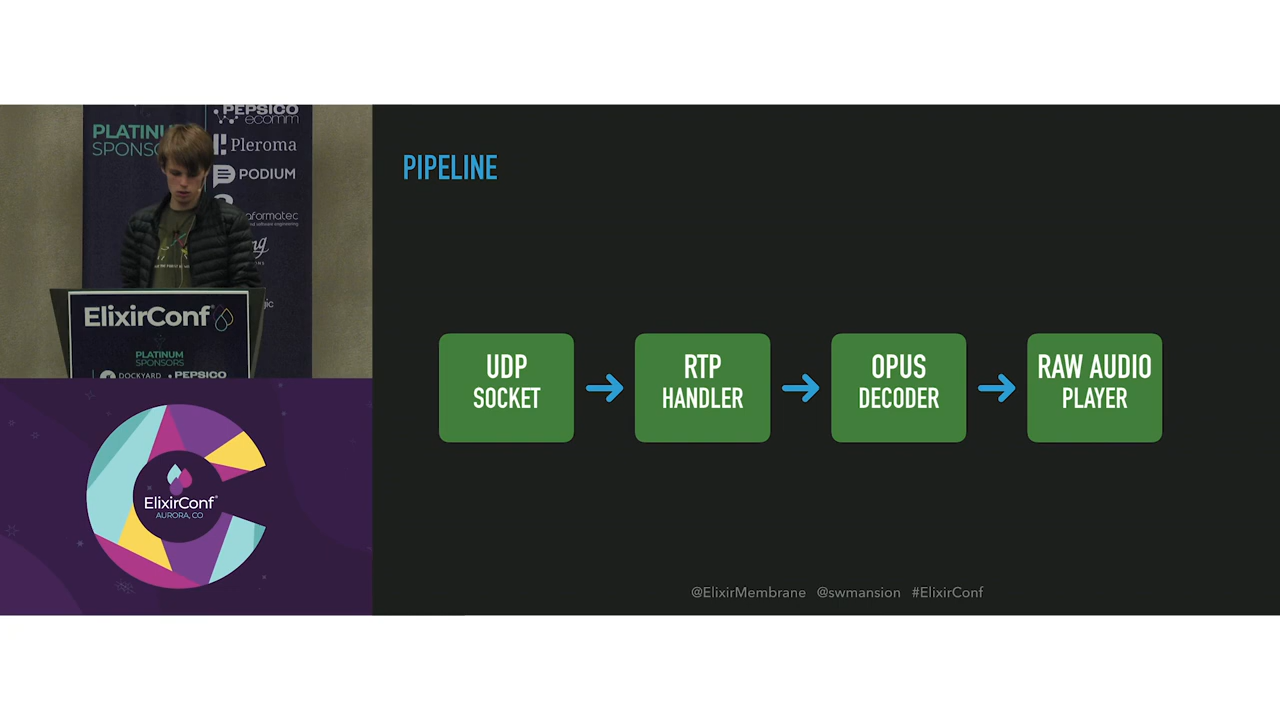 PLATINUM
SPONSORS
PEPSICO
ecomm
Pleroma
PODIUM
ElixirConf
PLATINUM
SPONSORS
DOCKYARD
PEPSICO
ElixirConf
AURORA, CO
PIPELINE
UDP
SOCKET
RTP
HANDLER
OPUS
DECODER
RAW AUDIO
PLAYER
@ElixirMembrane @swmansion #ElixirConf